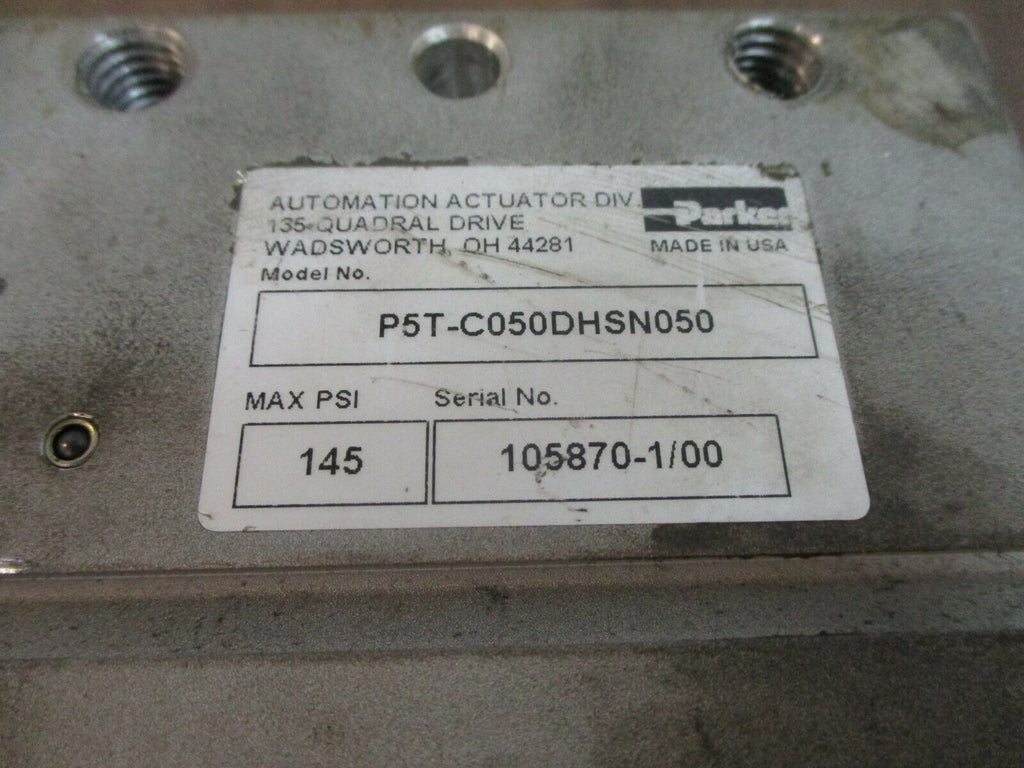 AUTOMATION ACTUATOR DIV.
135 QUADRAL DRIVE
WADSWORTH, OH 44281
Parker
MADE IN USA
Model No.
P5T-C050DHSN050
MAX PSI
Serial No.
145
105870-1/00